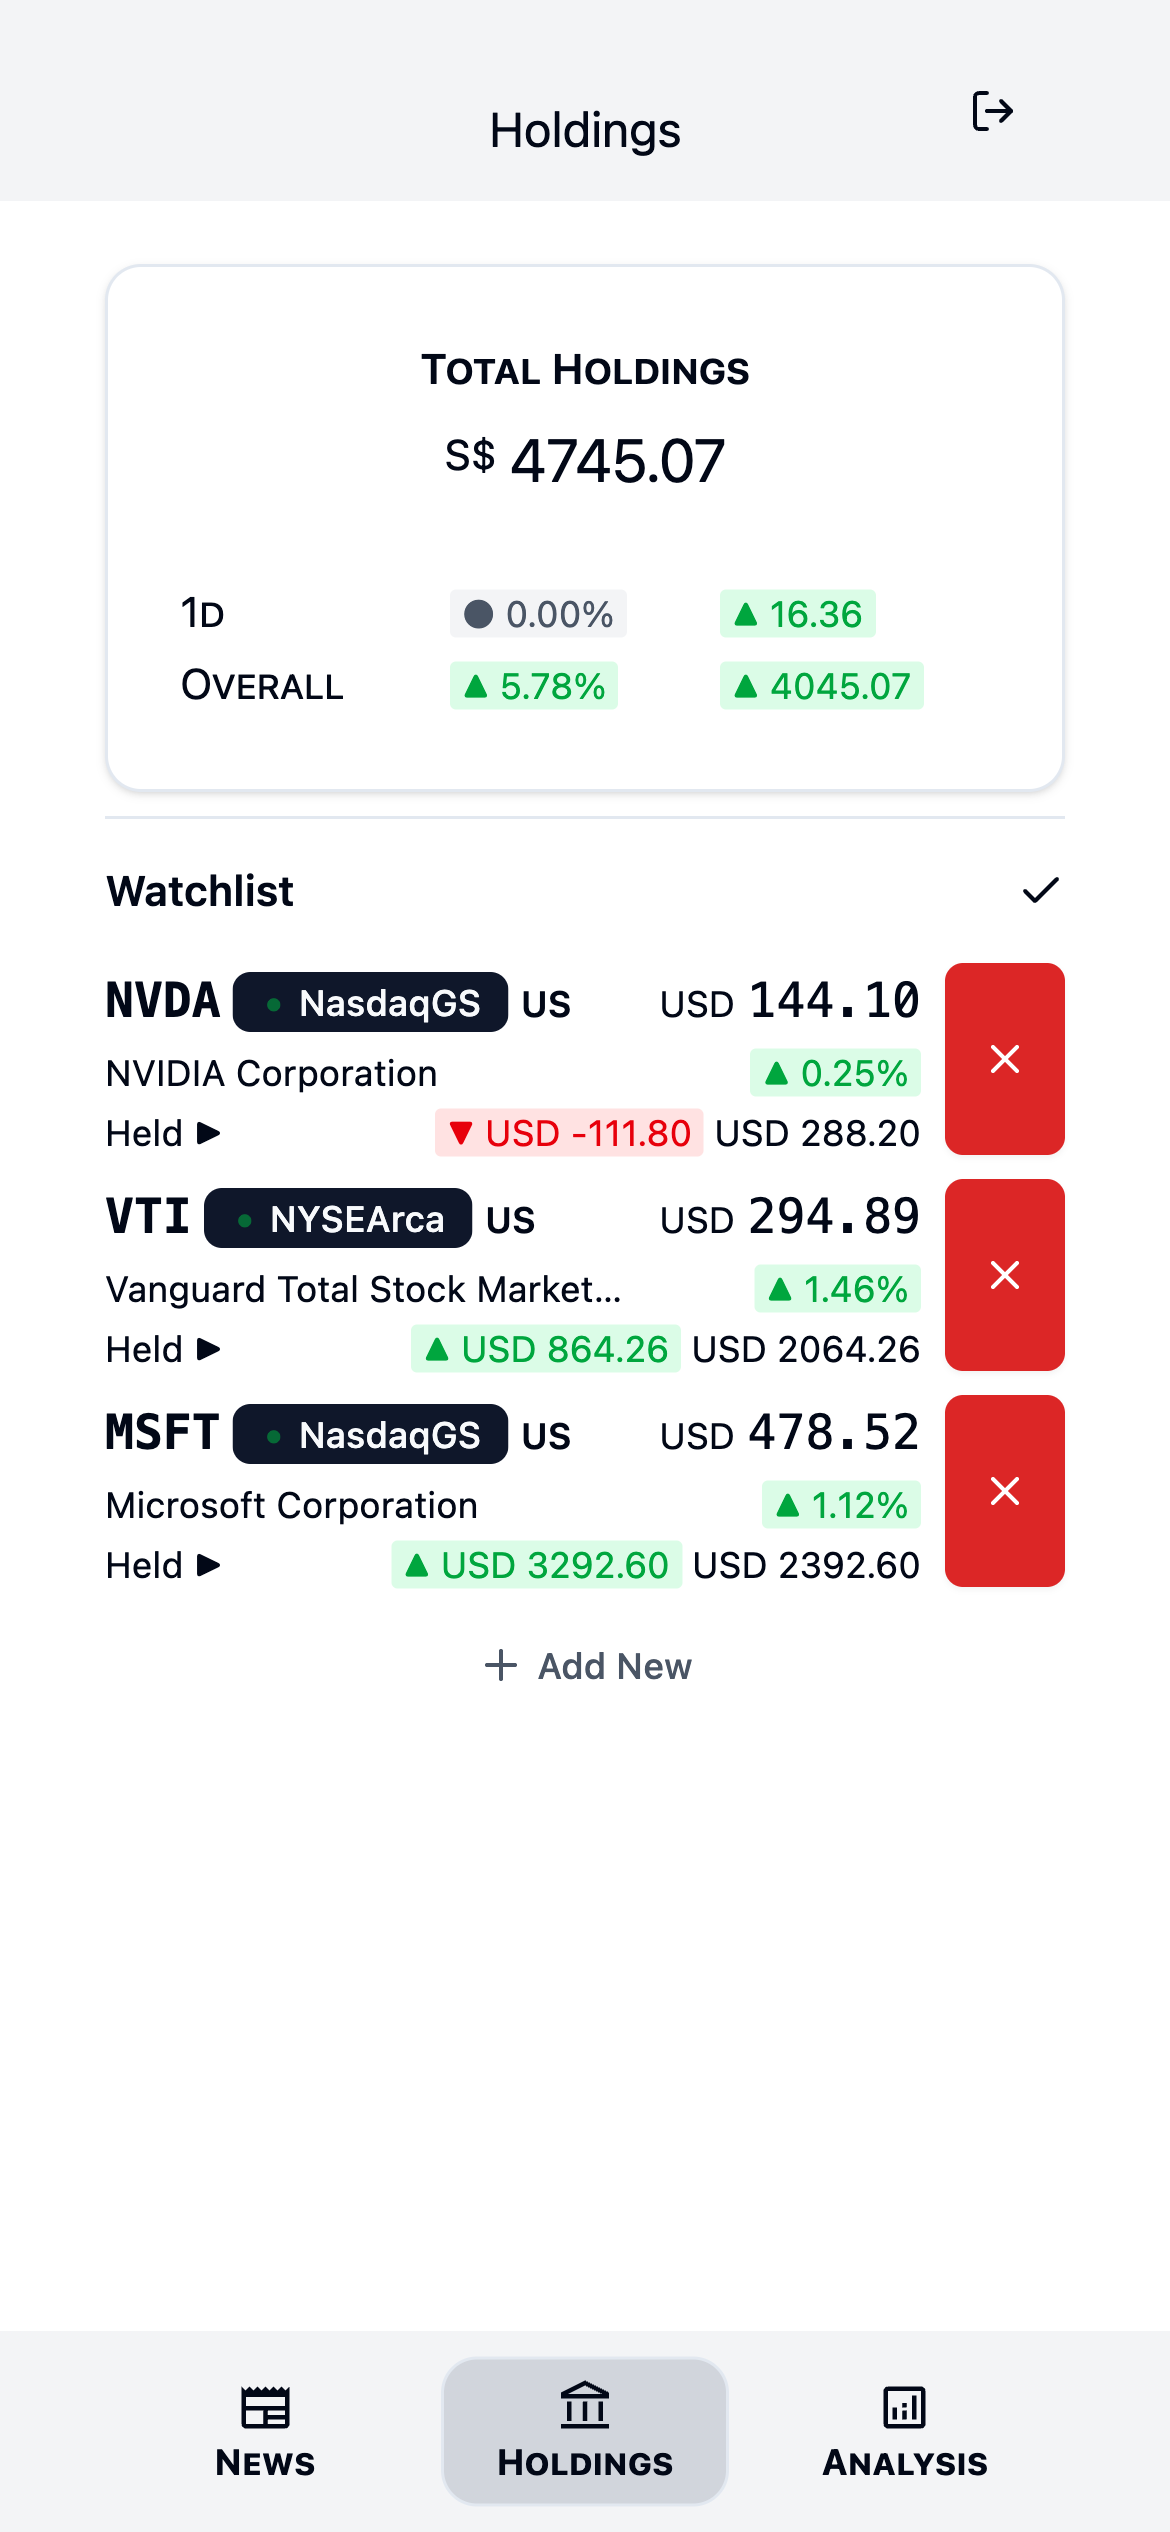 Holdings
Total Holdings
S$ 4745.07
1D 0.00% 16.36
Overall 5.78% 4045.07
Watchlist
NVDA NasdaqGS US USD 144.10
NVIDIA Corporation 0.25%
Held USD -111.80 USD 288.20
VTI NYSEArca US USD 294.89
Vanguard Total Stock Market... 1.46%
Held USD 864.26 USD 2064.26
MSFT NasdaqGS US USD 478.52
Microsoft Corporation 1.12%
Held USD 3292.60 USD 2392.60
Add New
News Holdings Analysis